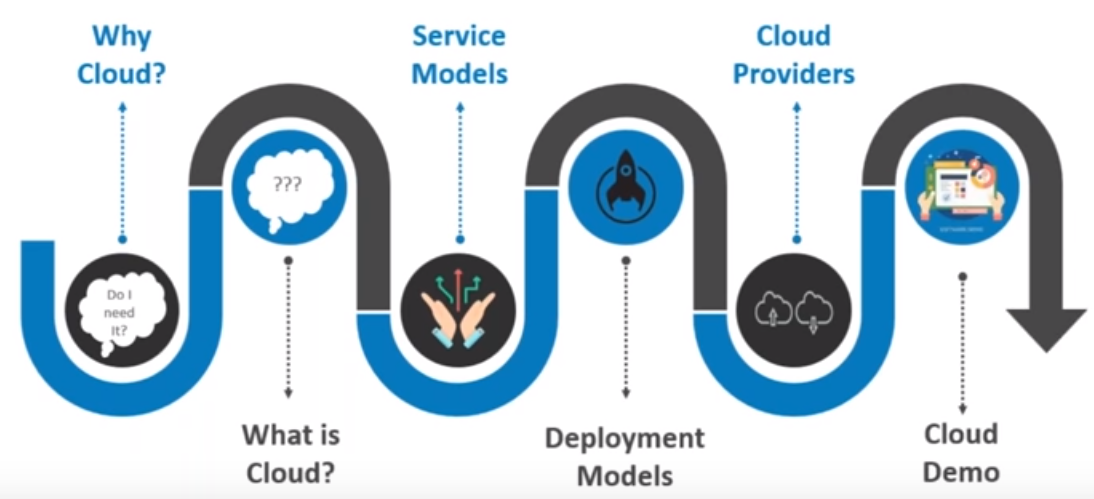 Why
Cloud?
Service
Models
Cloud
Providers
???
Do I
need
It?
What is
Cloud?
Deployment
Models
Cloud
Demo